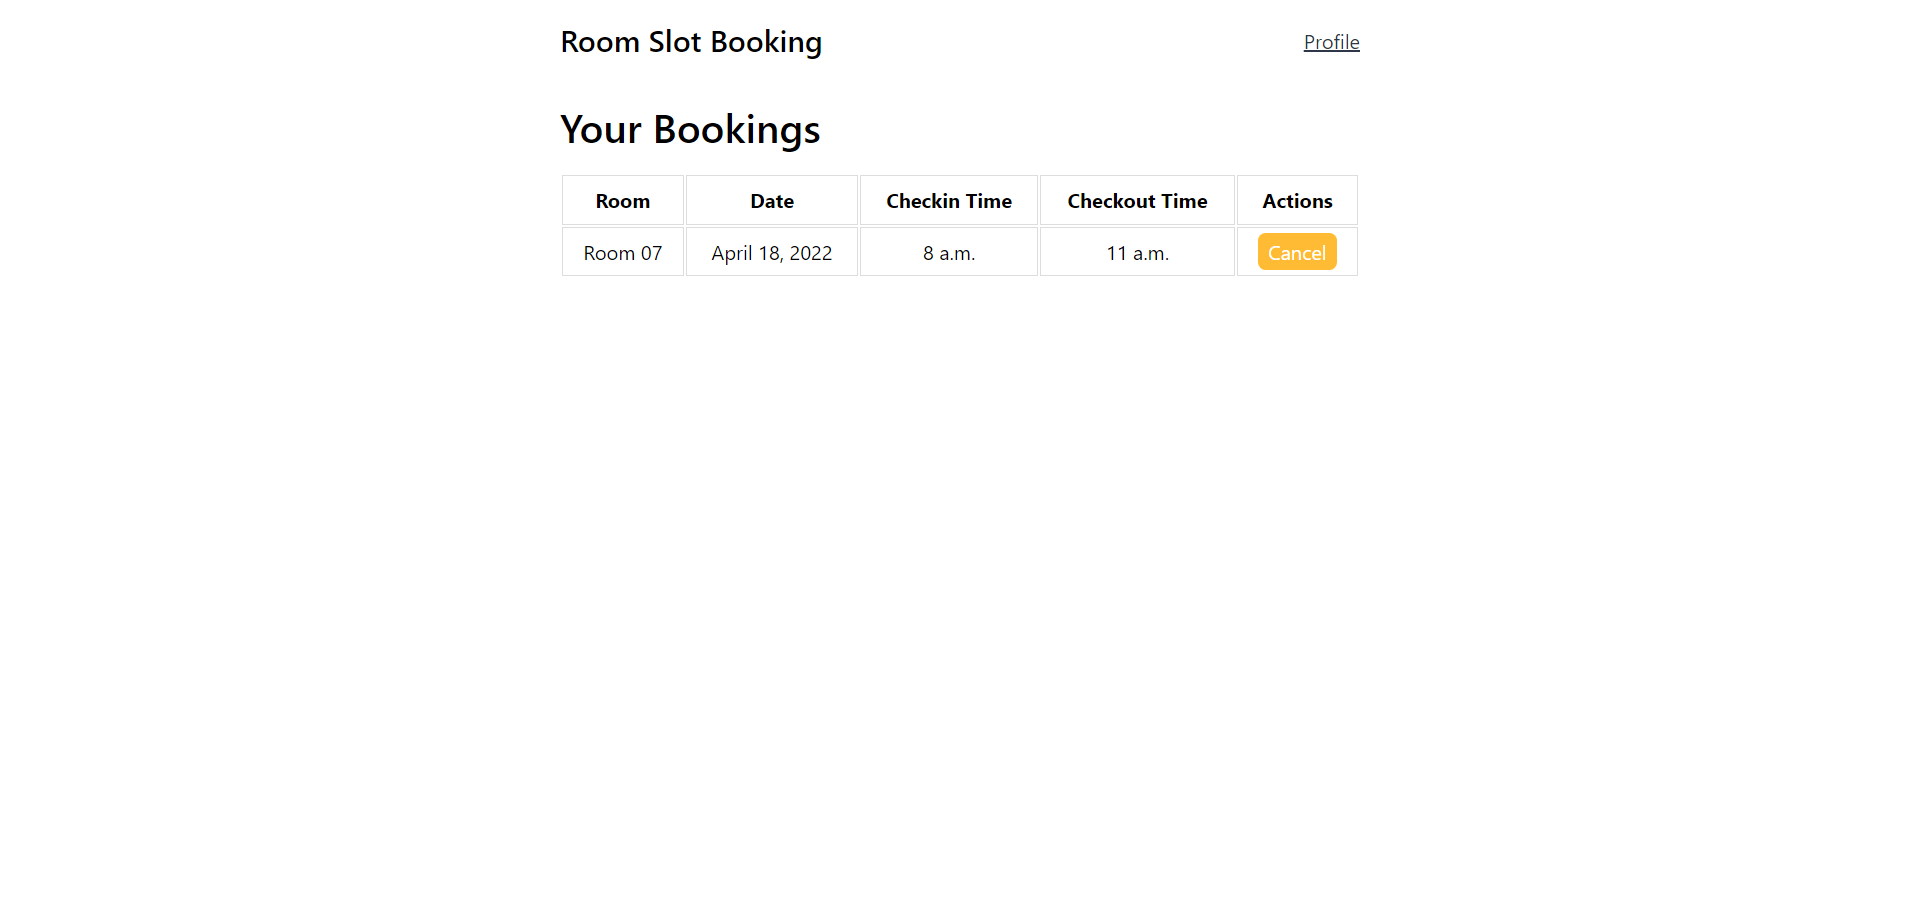 Room Slot Booking Profile
Your Bookings
Room Date Checkin Time Checkout Time Actions
Room 07 April 18, 2022 8 a.m. 11 a.m. Cancel